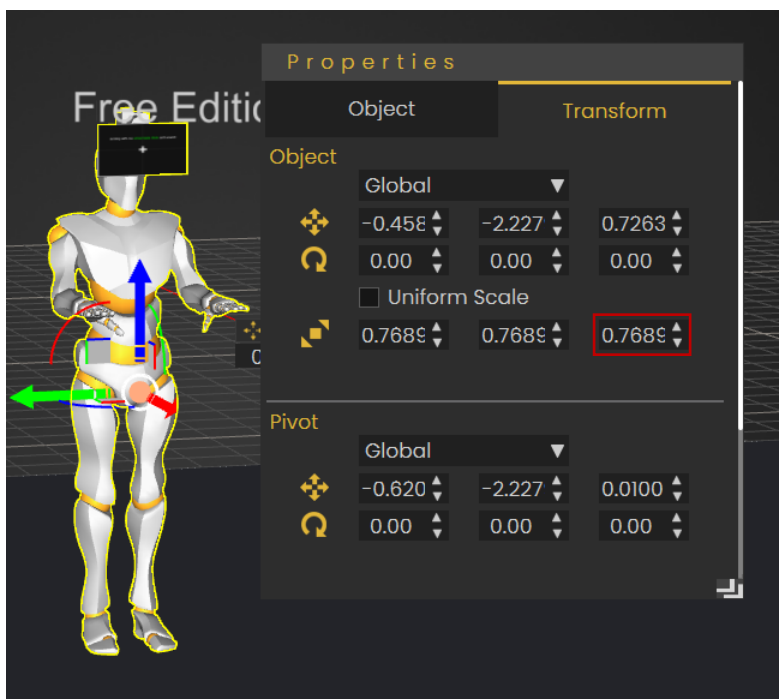 Properties
Free Editic
Object
Transform
Object
Global
-0.458 -2.227 0.7263
0.00 0.00 0.00
Uniform Scale
0.7689 0.7689 0.7689
Pivot
Global
-0.620 -2.227 0.0100
0.00 0.00 0.00